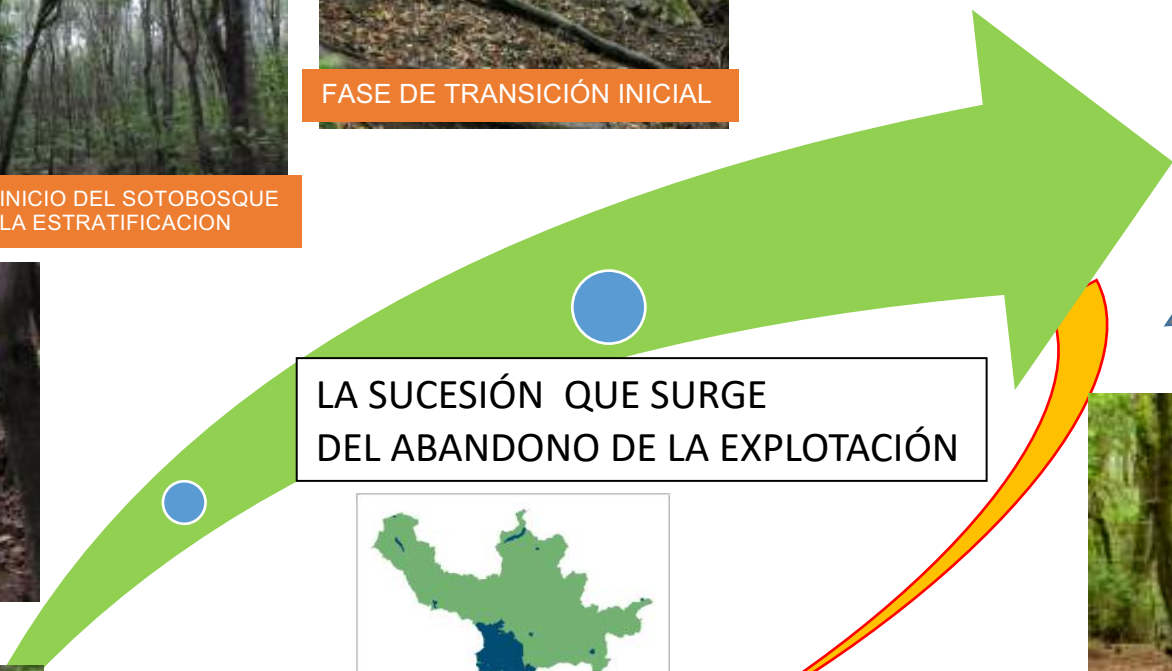 FASE DE TRANSICIÓN INICIAL
INICIO DEL SOTOBOSQUE
LA ESTRATIFICACION
LA SUCESIÓN QUE SURGE
DEL ABANDONO DE LA EXPLOTACIÓN